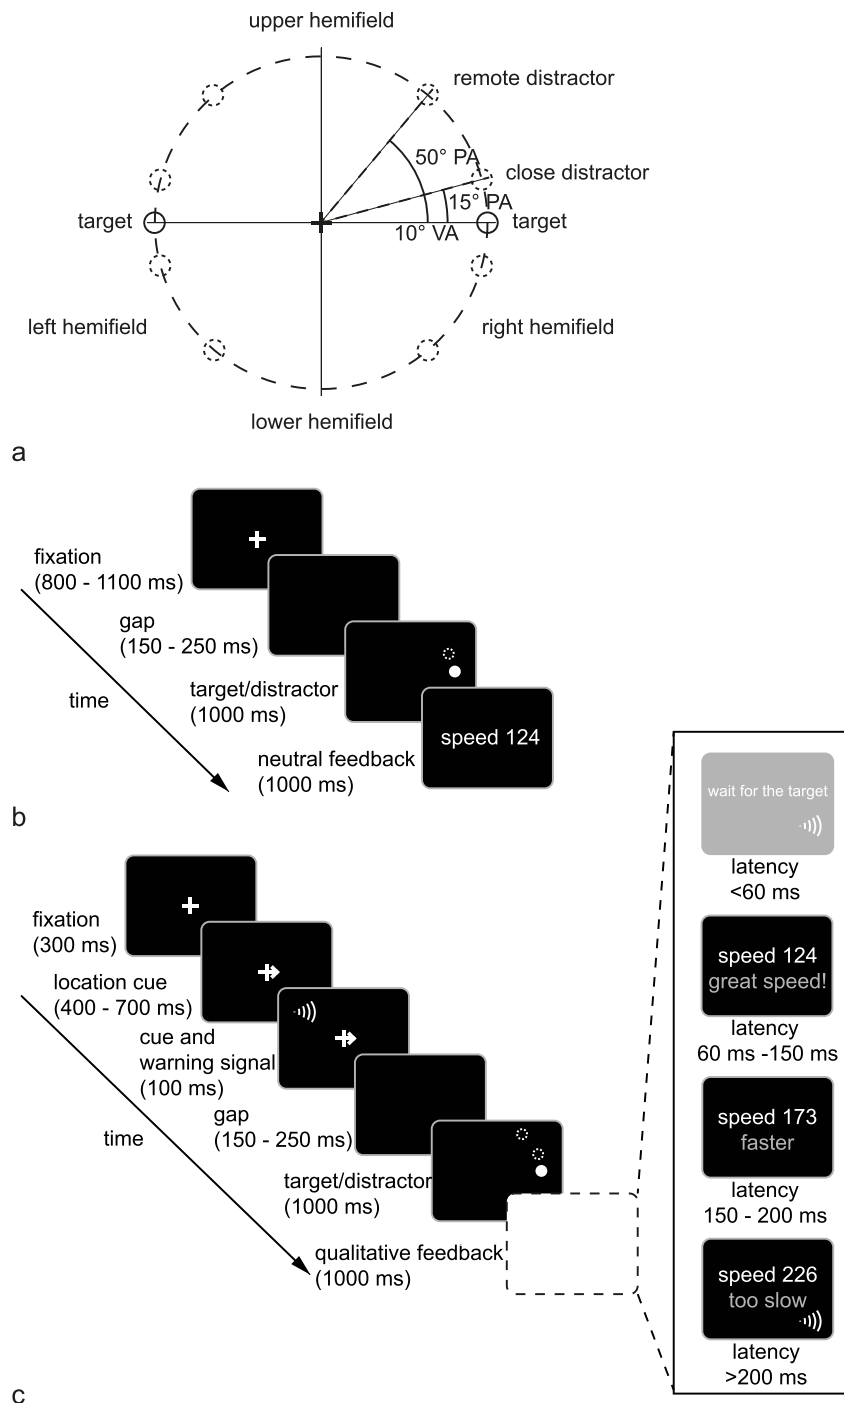 upper hemifield
remote distractor
50° PA
close distractor
15° PA
target
target
10° VA
left hemifield
right hemifield
lower hemifield
a
fixation
(800 - 1100 ms)
gap
(150 - 250 ms)
time
target/distractor
(1000 ms)
speed 124
neutral feedback
(1000 ms)
b
fixation
(300 ms)
location cue
(400 - 700 ms)
cue and
warning signal
(100 ms)
gap
(150 - 250 ms)
time
target/distractor
(1000 ms)
qualitative feedback
(1000 ms)
wait for the target
latency
<60 ms
speed 124
great speed!
latency
60 ms -150 ms
speed 173
faster
latency
150 - 200 ms
speed 226
too slow
latency
>200 ms
c